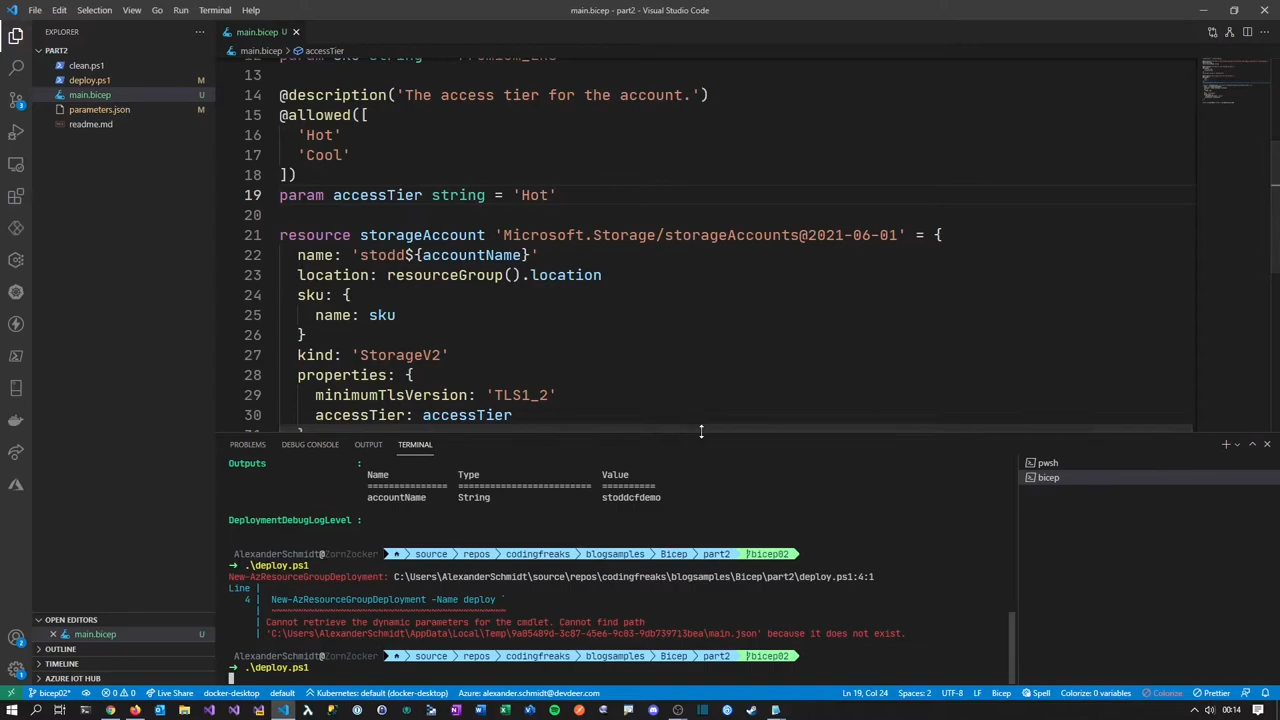 File Edit Selection View Go Run Terminal Help
main.bicep - part2 - Visual Studio Code
EXPLORER
PART2
clean.ps1
deploy.ps1 M
main.bicep U
parameters.json M
readme.md
main.bicep U
main.bicep > accessTier
13
14 @description('The access tier for the account.')
15 @allowed([
16 'Hot'
17 'Cool'
18 ])
19 param accessTier string = 'Hot'
20
21 resource storageAccount 'Microsoft.Storage/storageAccounts@2021-06-01' = {
22 name: 'stodd${accountName}'
23 location: resourceGroup().location
24 sku: {
25 name: sku
26 }
27 kind: 'StorageV2'
28 properties: {
29 minimumTlsVersion: 'TLS1_2'
30 accessTier: accessTier
PROBLEMS DEBUG CONSOLE OUTPUT TERMINAL
Outputs :
Name Type Value
=============== ========================= ==========
accountName String stoddcfdemo
DeploymentDebugLogLevel :
AlexanderSchmidt@ZornZocker source repos codingfreaks blogsamples Bicep part2 bicep02
→ .\deploy.ps1
New-AzResourceGroupDeployment: C:\Users\AlexanderSchmidt\source\repos\codingfreaks\blogsamples\Bicep\part2\deploy.ps1:4:1
Line |
4 | New-AzResourceGroupDeployment -Name deploy `
| ~~~~~~~~~~~~~~~~~~~~~~~~~~~~~~~~~~~~~~~~~~~~
| Cannot retrieve the dynamic parameters for the cmdlet. Cannot find path
| 'C:\Users\AlexanderSchmidt\AppData\Local\Temp\9a05489d-3c87-45e6-9c03-9db739713bea\main.json' because it does not exist.
AlexanderSchmidt@ZornZocker source repos codingfreaks blogsamples Bicep part2 bicep02
→ .\deploy.ps1
pwsh
bicep
OPEN EDITORS
main.bicep U
OUTLINE
TIMELINE
AZURE IOT HUB
bicep02* 0 0 Live Share docker-desktop default Kubernetes: default (docker-desktop) Azure: alexander.schmidt@devdeer.com
Ln 19, Col 24 Spaces: 2 UTF-8 LF Bicep Spell Colorize: 0 variables Colorize Prettier
00:14